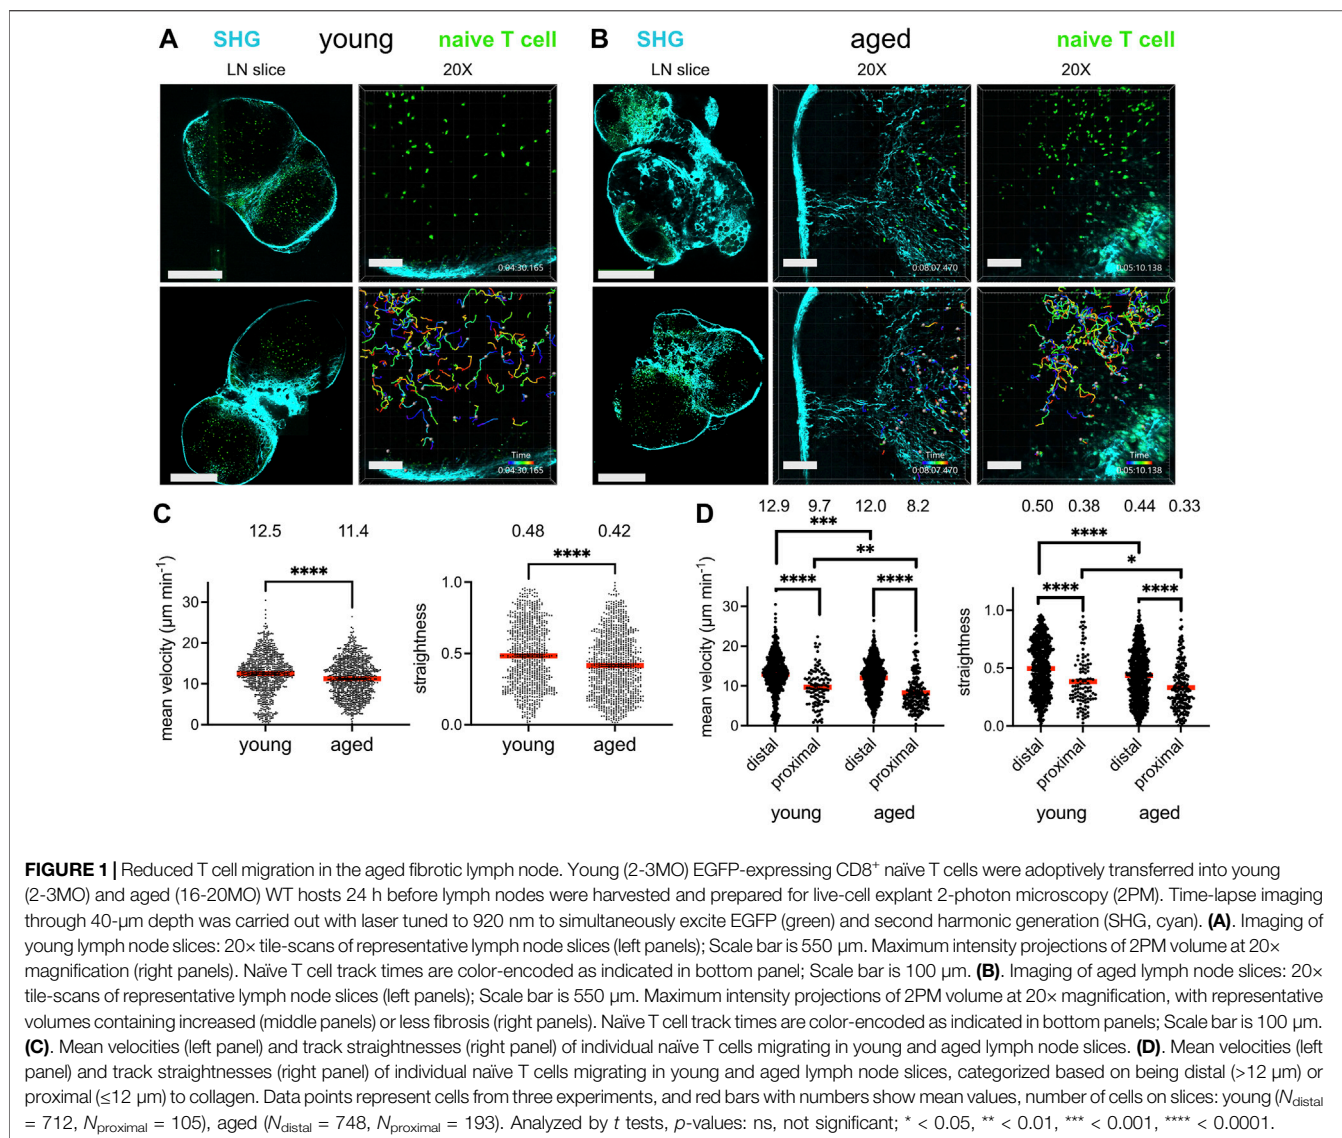 A SHG young naive T cell
LN slice 20X
B SHG aged naive T cell
LN slice 20X 20X
0:04:30.165
0:08:07.470
0:05:10.138
Time
0:04:30.165
Time
0:08:07.470
Time
0:05:10.138
C
12.5 11.4
****
mean velocity (µm min⁻¹)
30
20
10
0
young aged
0.48 0.42
****
straightness
1.0
0.5
0.0
young aged
D
12.9 9.7 12.0 8.2
***
**
**** ****
mean velocity (µm min⁻¹)
30
20
10
0
distal proximal distal proximal
young aged
0.50 0.38 0.44 0.33
****
*
**** ****
straightness
1.0
0.5
0.0
distal proximal distal proximal
young aged
FIGURE 1 | Reduced T cell migration in the aged fibrotic lymph node. Young (2-3MO) EGFP-expressing CD8⁺ naïve T cells were adoptively transferred into young
(2-3MO) and aged (16-20MO) WT hosts 24 h before lymph nodes were harvested and prepared for live-cell explant 2-photon microscopy (2PM). Time-lapse imaging
through 40-µm depth was carried out with laser tuned to 920 nm to simultaneously excite EGFP (green) and second harmonic generation (SHG, cyan). (A). Imaging of
young lymph node slices: 20× tile-scans of representative lymph node slices (left panels); Scale bar is 550 µm. Maximum intensity projections of 2PM volume at 20×
magnification (right panels). Naïve T cell track times are color-encoded as indicated in bottom panel; Scale bar is 100 µm. (B). Imaging of aged lymph node slices: 20×
tile-scans of representative lymph node slices (left panels); Scale bar is 550 µm. Maximum intensity projections of 2PM volume at 20× magnification, with representative
volumes containing increased (middle panels) or less fibrosis (right panels). Naïve T cell track times are color-encoded as indicated in bottom panels; Scale bar is 100 µm.
(C). Mean velocities (left panel) and track straightnesses (right panel) of individual naïve T cells migrating in young and aged lymph node slices. (D). Mean velocities (left
panel) and track straightnesses (right panel) of individual naïve T cells migrating in young and aged lymph node slices, categorized based on being distal (>12 µm) or
proximal (≤12 µm) to collagen. Data points represent cells from three experiments, and red bars with numbers show mean values, number of cells on slices: young (N distal
= 712, N proximal = 105), aged (N distal = 748, N proximal = 193). Analyzed by t tests, p-values: ns, not significant; * < 0.05, ** < 0.01, *** < 0.001, **** < 0.0001.